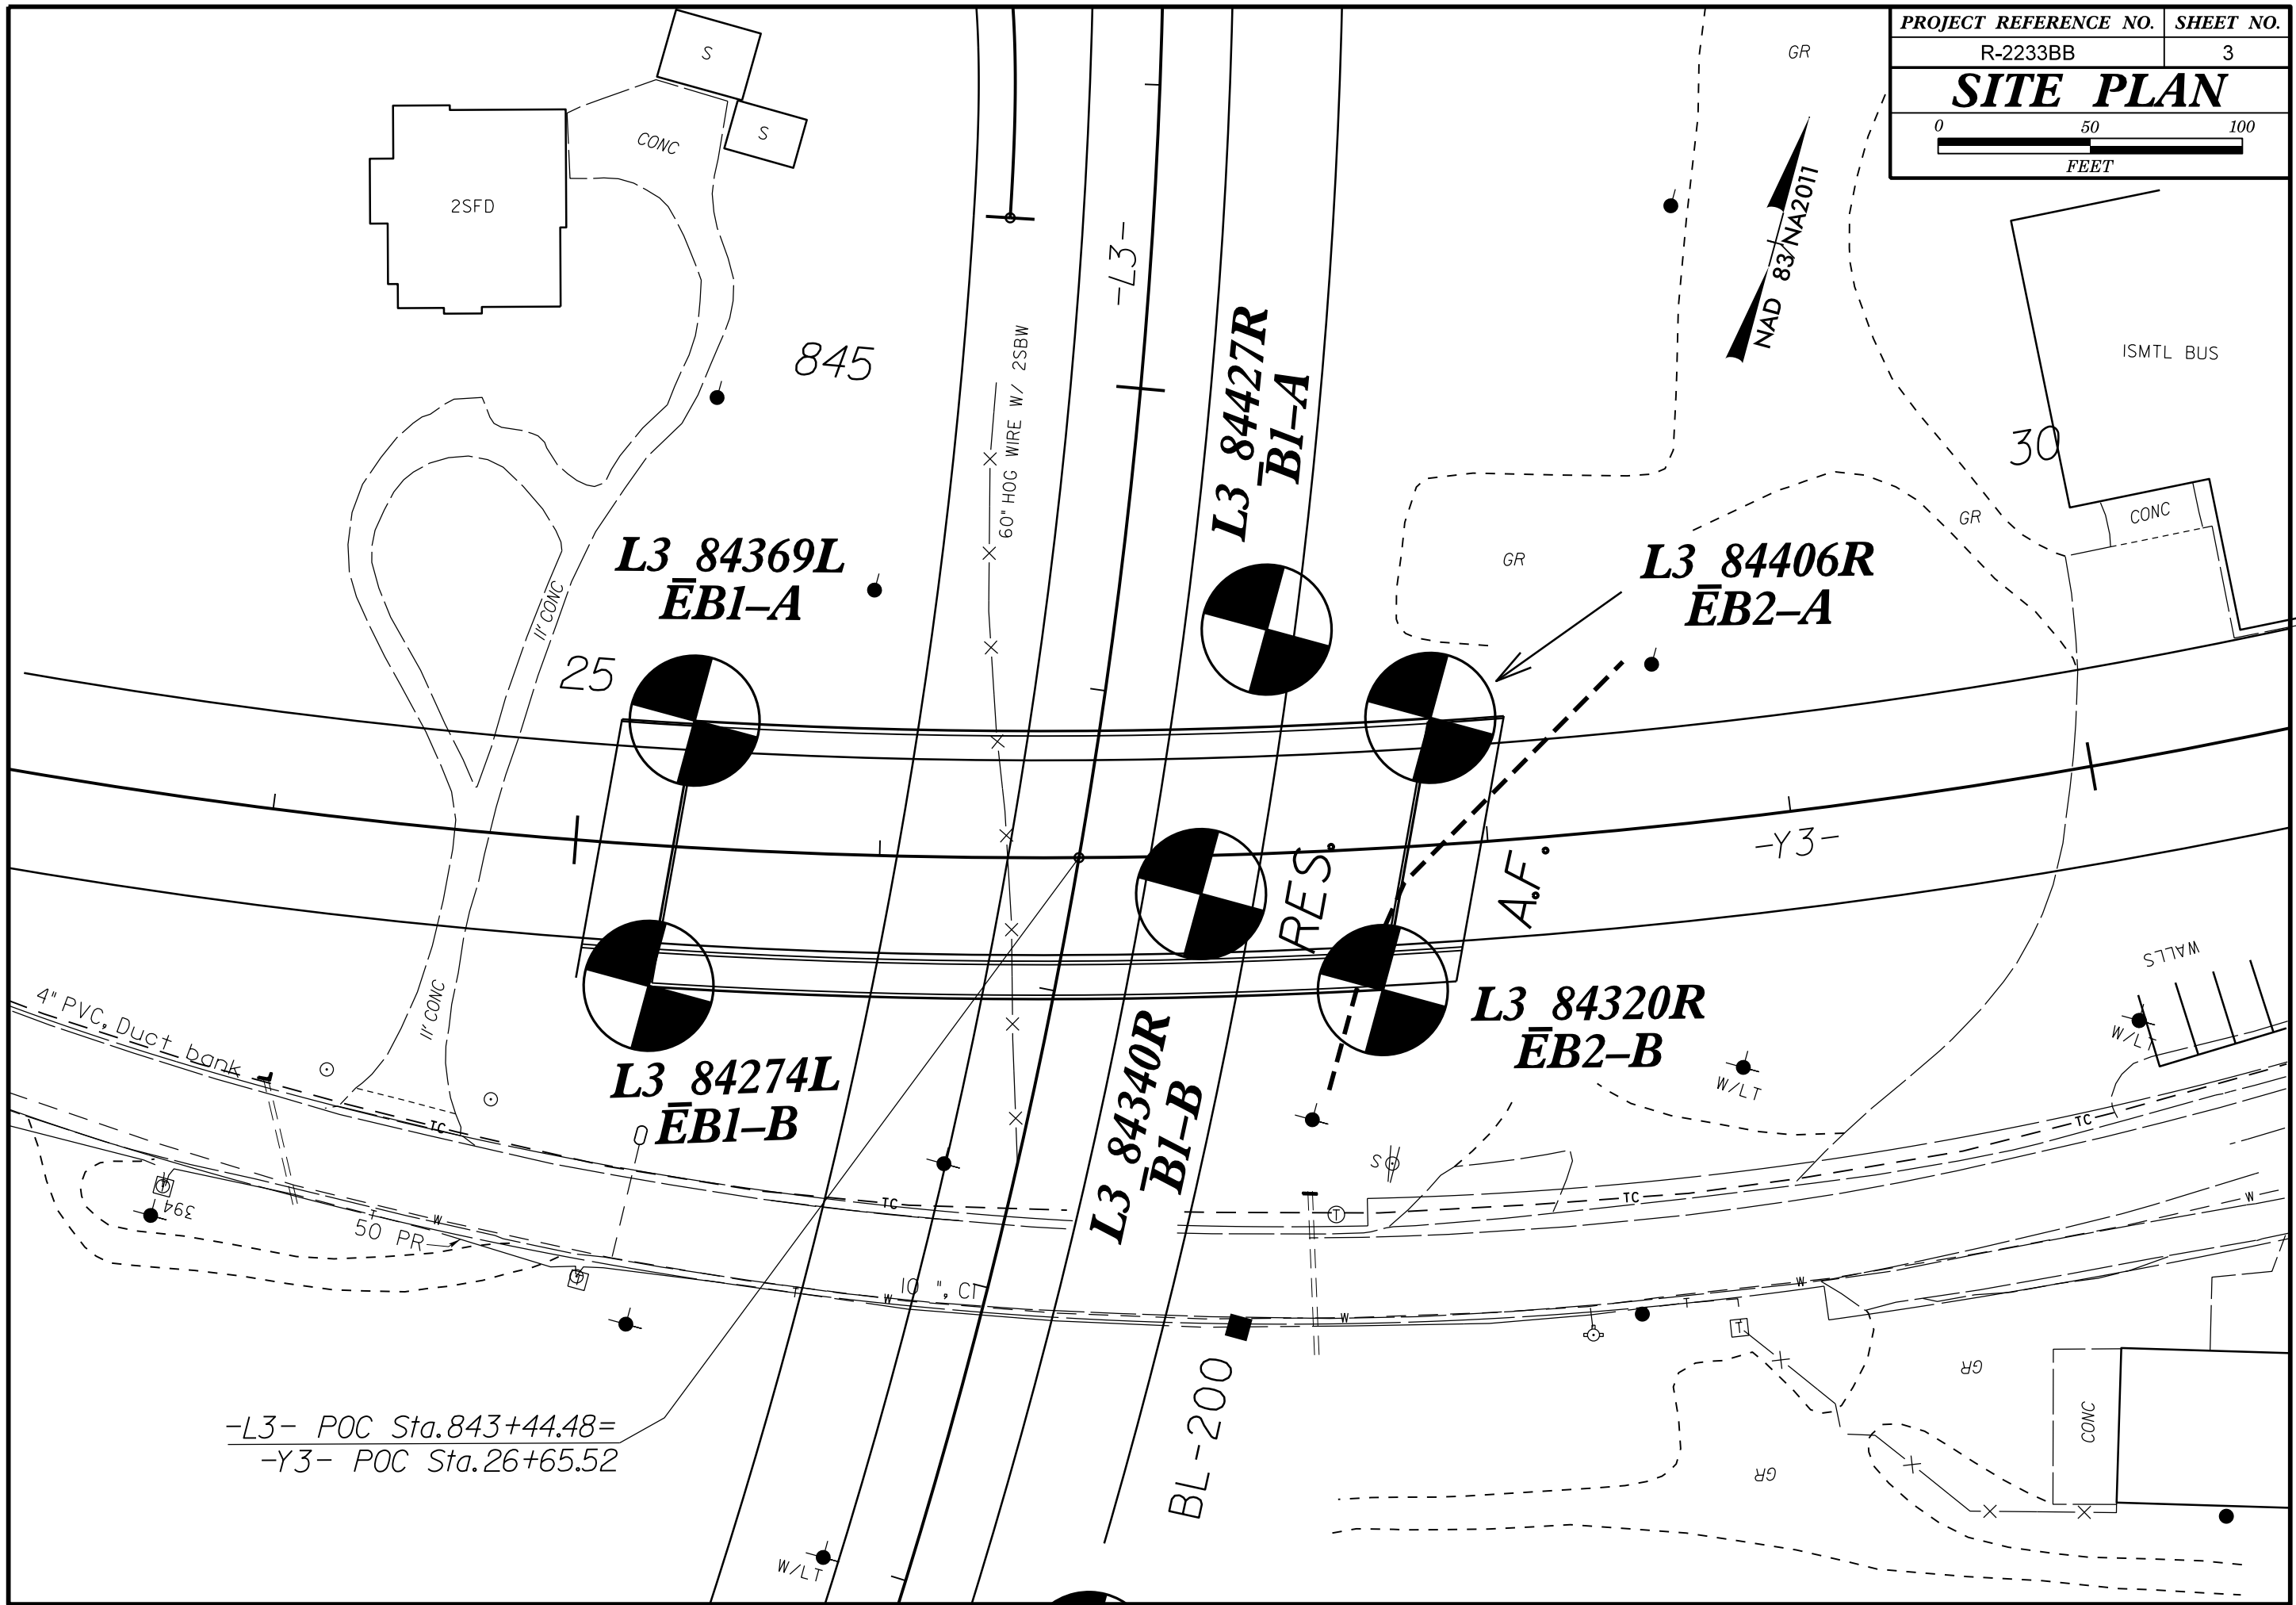 PROJECT REFERENCE NO. SHEET NO.
R-2233BB 3
SITE PLAN
0 50 100
FEET
GR
S
S
CONC
2SFD
-L3-
NAD 83/NA2011
845
60" HOG WIRE W/ 2SBW
L3_84427R
B1-A
1SMTL BUS
30
CONC
GR
GR
L3_84369L
EB1-A
L3_84406R
EB2-A
11' CONC
25
RES.
A.F.
-Y3-
WALLS
W/LT
4" PVC, Duct bank
11' CONC
L3_84320R
EB2-B
W/LT
L3_84274L
EB1-B
L3_84340R
B1-B
TC
TC
TC
TC
S
T
394
T
50 PR
W
T
T
10 ", CI
W
W
T
W
W
T
GR
BL-200
CONC
GR
-L3- POC Sta.843+44.48=
-Y3- POC Sta.26+65.52
W/LT